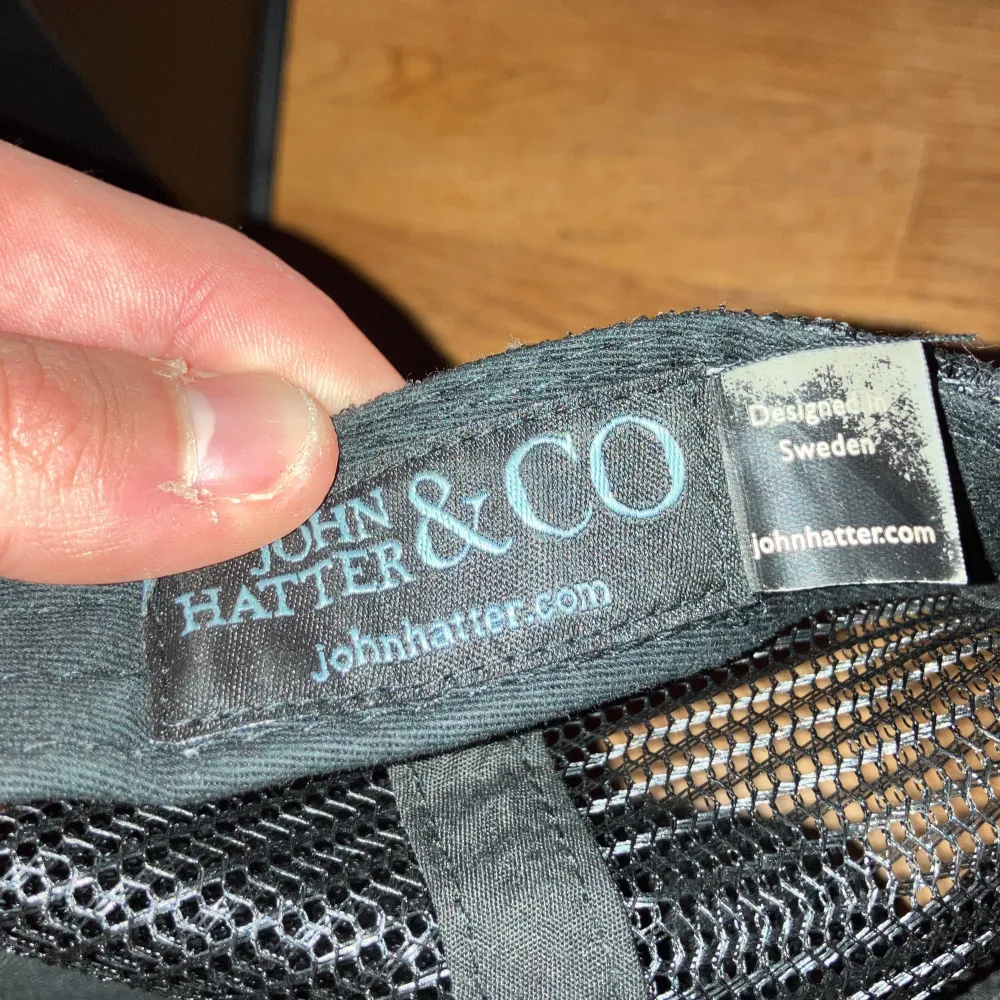 JOHN
HATTER & CO
johnhatter.com
Designed in
Sweden
johnhatter.com